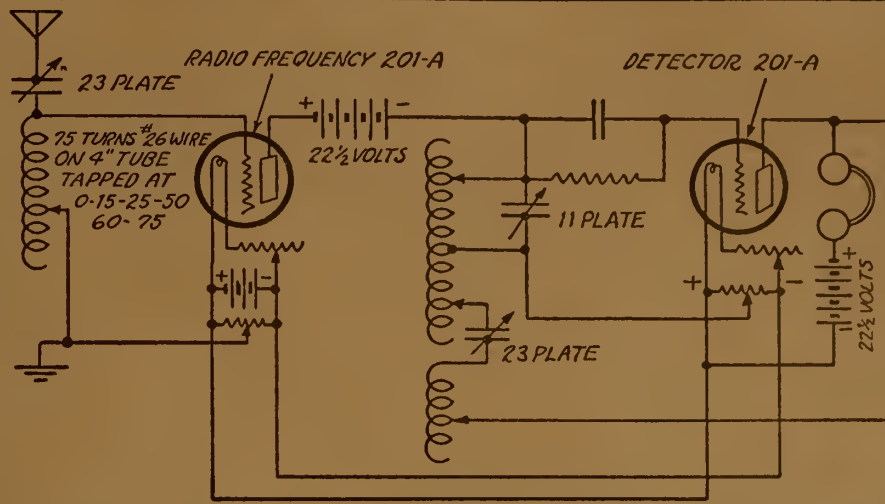 RADIO FREQUENCY 201-A
DETECTOR 201-A
23 PLATE
+ -
22½ VOLTS
75 TURNS #26 WIRE
ON 4" TUBE
TAPPED AT
0-15-25-50
60-75
11 PLATE
+ -
+ -
+
22½ VOLTS
23 PLATE